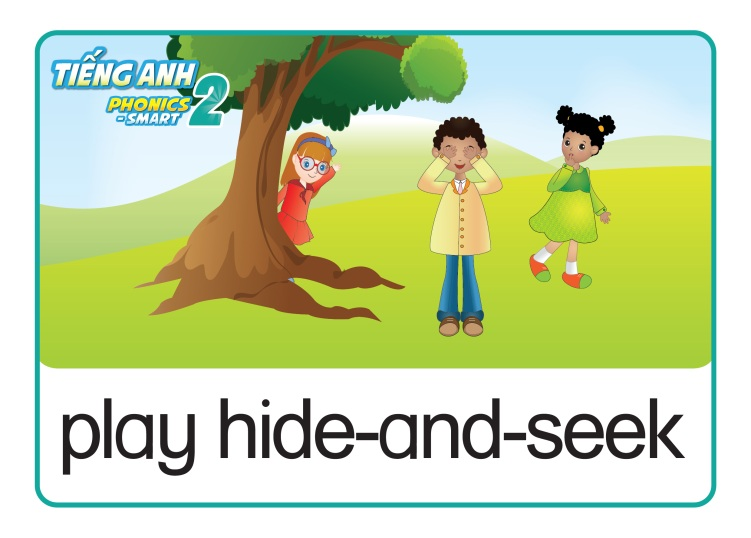 TIẾNG ANH
PHONICS 2
-SMART
play hide-and-seek